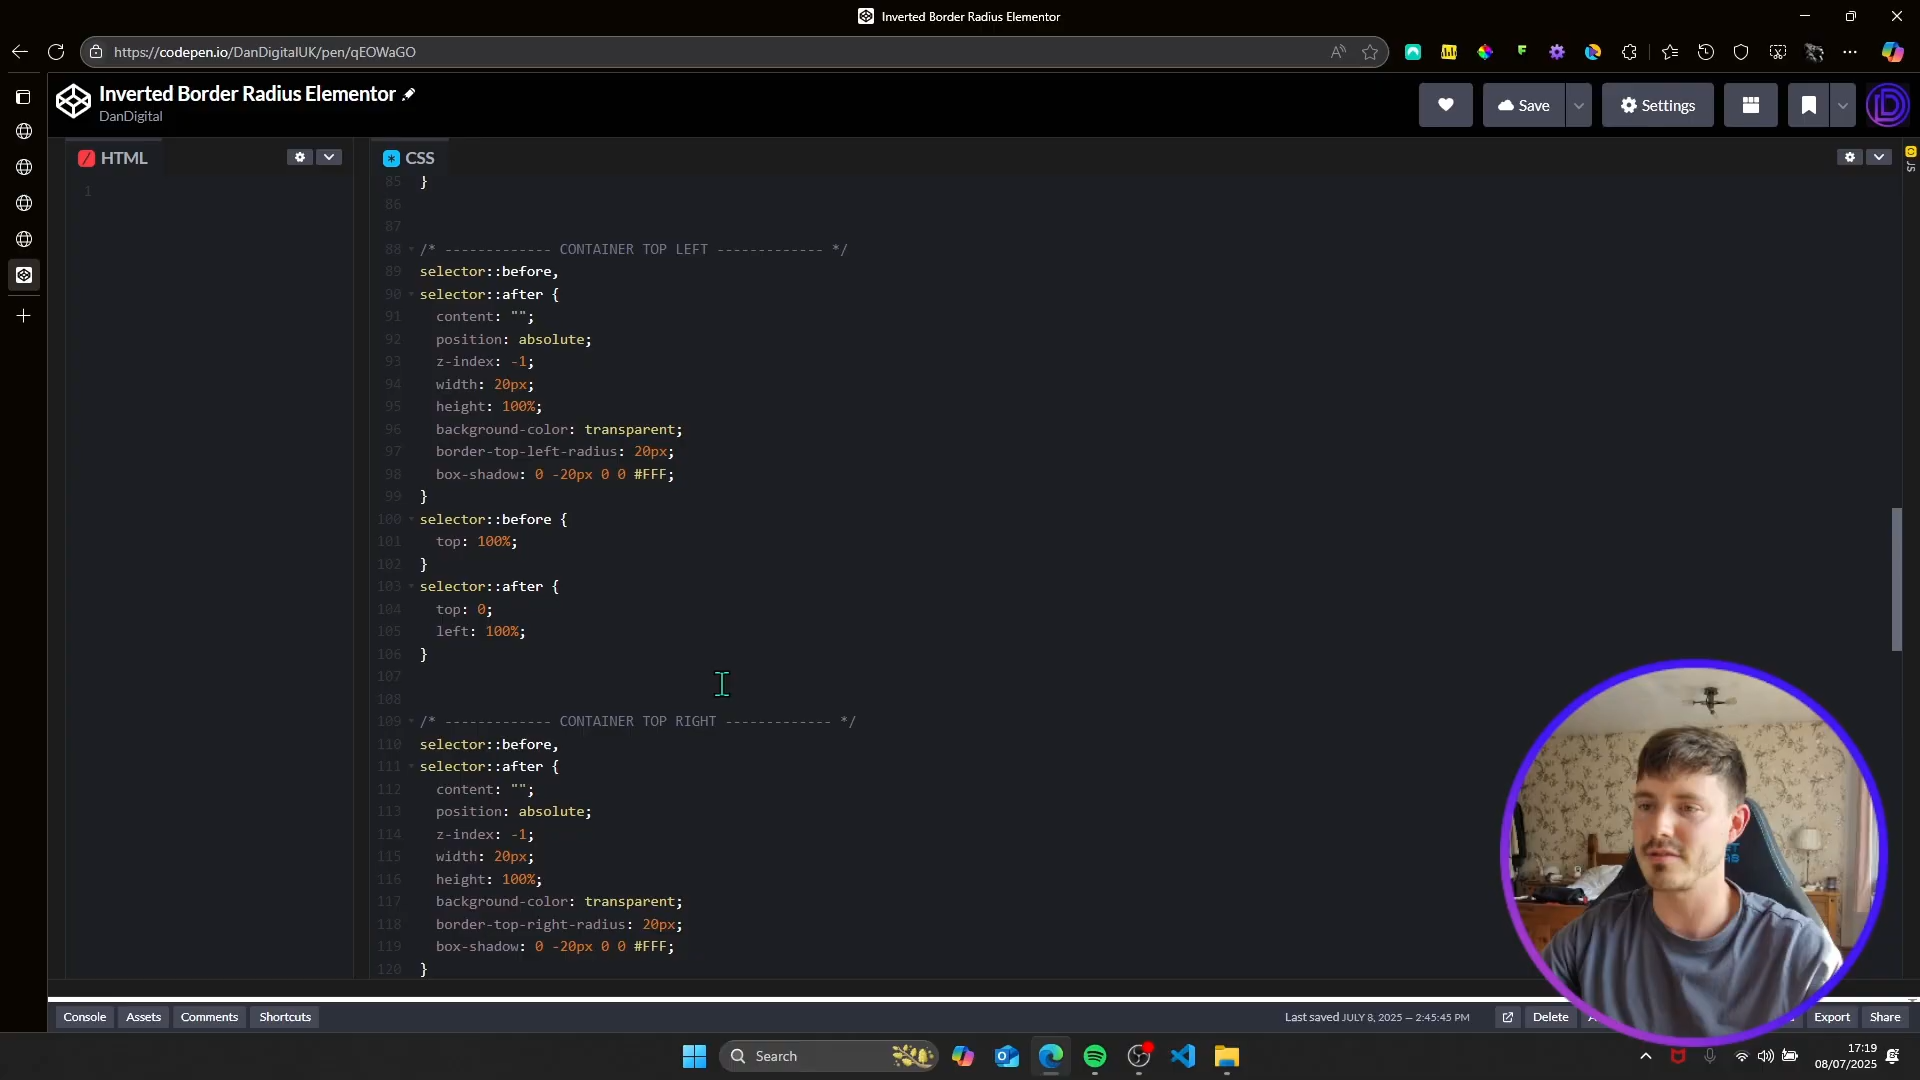 Inverted Border Radius Elementor
https://codepen.io/DanDigitalUK/pen/qEOWaGO
Inverted Border Radius Elementor
DanDigital
Save
Settings
HTML
CSS
JS
1
85 }
86
87
88 /* ------------- CONTAINER TOP LEFT ------------- */
89 selector::before,
90 selector::after {
91 content: "";
92 position: absolute;
93 z-index: -1;
94 width: 20px;
95 height: 100%;
96 background-color: transparent;
97 border-top-left-radius: 20px;
98 box-shadow: 0 -20px 0 0 #FFF;
99 }
100 selector::before {
101 top: 100%;
102 }
103 selector::after {
104 top: 0;
105 left: 100%;
106 }
107
108
109 /* ------------- CONTAINER TOP RIGHT ------------- */
110 selector::before,
111 selector::after {
112 content: "";
113 position: absolute;
114 z-index: -1;
115 width: 20px;
116 height: 100%;
117 background-color: transparent;
118 border-top-right-radius: 20px;
119 box-shadow: 0 -20px 0 0 #FFF;
120 }
Console
Assets
Comments
Shortcuts
Last saved JULY 8, 2025 — 2:45:45 PM
Delete
Export
Share
Search
17:19
08/07/2025